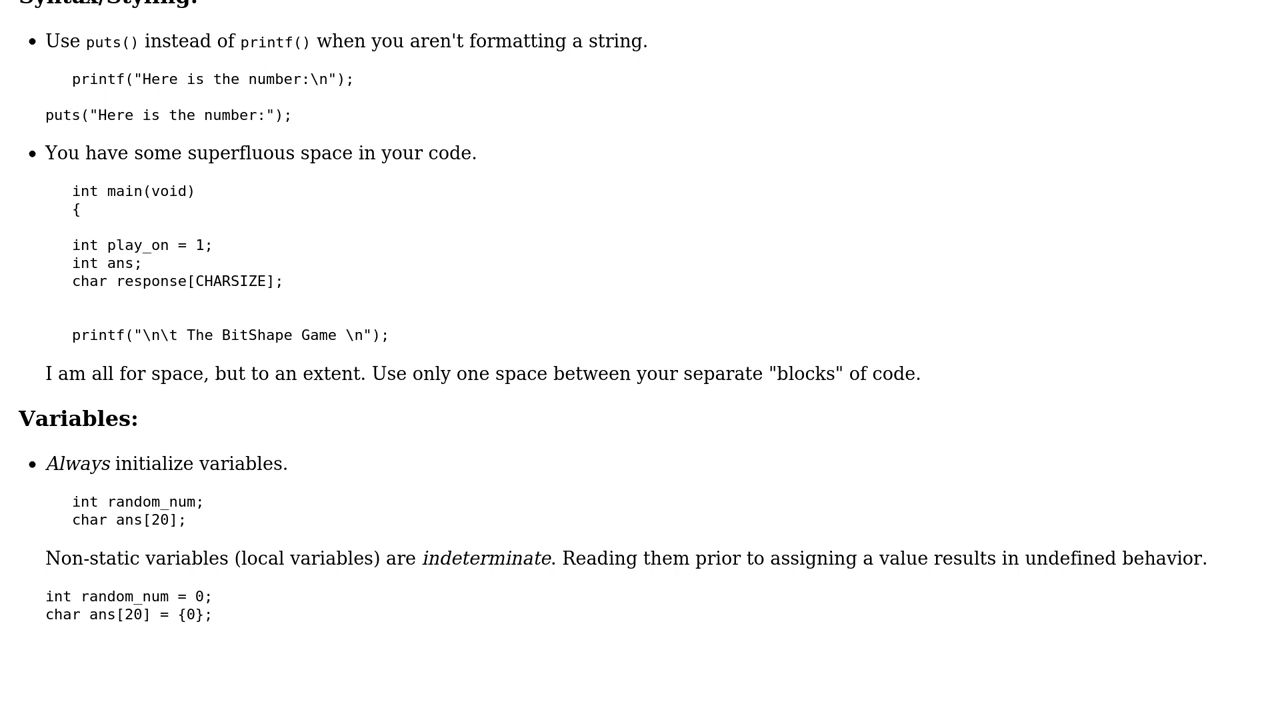 Syntax/Styling:
Use puts() instead of printf() when you aren't formatting a string.
printf("Here is the number:\n");
puts("Here is the number:");
You have some superfluous space in your code.
int main(void)
{
int play_on = 1;
int ans;
char response[CHARSIZE];
printf("\n\t The BitShape Game \n");
I am all for space, but to an extent. Use only one space between your separate "blocks" of code.
Variables:
Always initialize variables.
int random_num;
char ans[20];
Non-static variables (local variables) are indeterminate. Reading them prior to assigning a value results in undefined behavior.
int random_num = 0;
char ans[20] = {0};